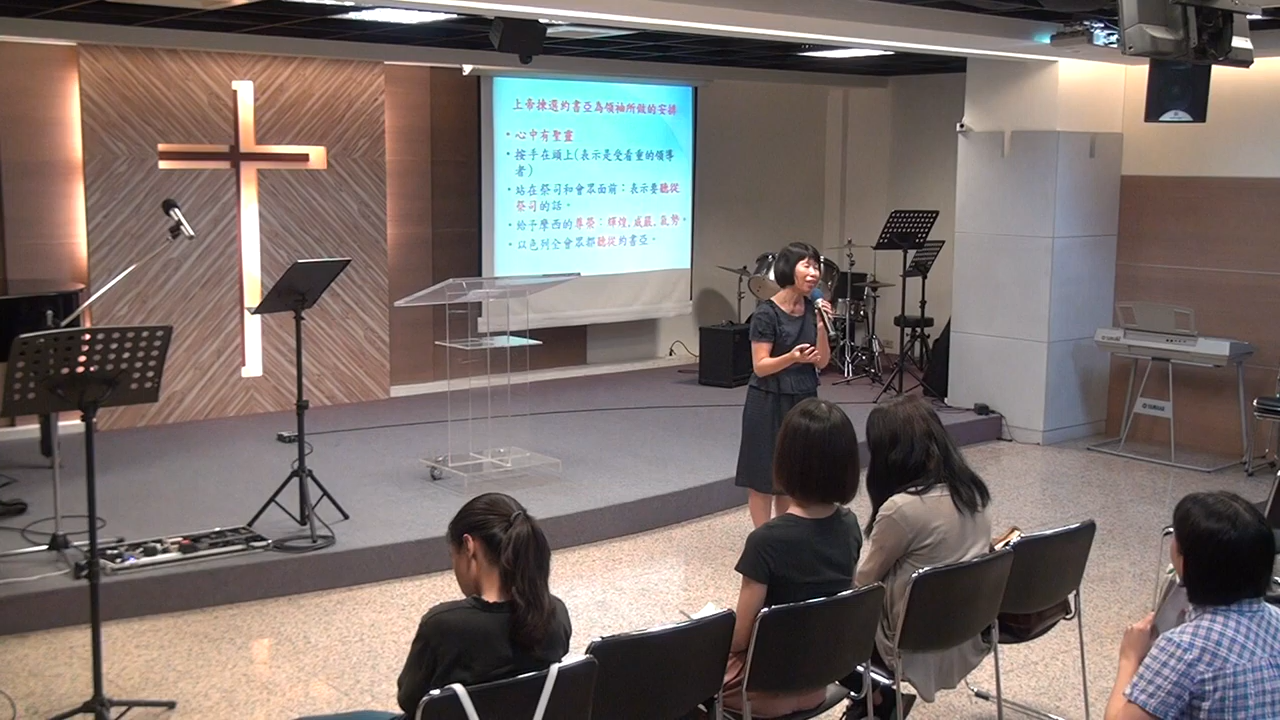 上帝揀選約書亞為領袖所做的安排
• 心中有聖靈
• 按手在頭上(表示是受看重的領導
者)
• 站在祭司和會眾面前：表示要聽從
祭司的話。
• 給予摩西的尊榮：輝煌,威嚴,氣勢。
• 以色列全會眾都聽從約書亞。
YAMAHA